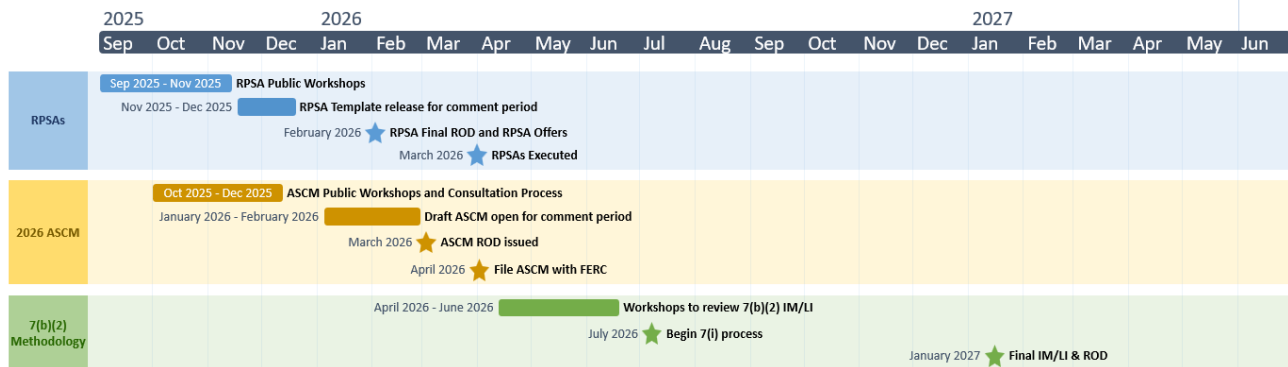 2025 2026 2027
Sep Oct Nov Dec Jan Feb Mar Apr May Jun Jul Aug Sep Oct Nov Dec Jan Feb Mar Apr May Jun
RPSAs
Sep 2025 - Nov 2025 RPSA Public Workshops
Nov 2025 - Dec 2025 RPSA Template release for comment period
February 2026 RPSA Final ROD and RPSA Offers
March 2026 RPSAs Executed
2026 ASCM
Oct 2025 - Dec 2025 ASCM Public Workshops and Consultation Process
January 2026 - February 2026 Draft ASCM open for comment period
March 2026 ASCM ROD issued
April 2026 File ASCM with FERC
7(b)(2)
Methodology
April 2026 - June 2026 Workshops to review 7(b)(2) IM/LI
July 2026 Begin 7(i) process
January 2027 Final IM/LI & ROD